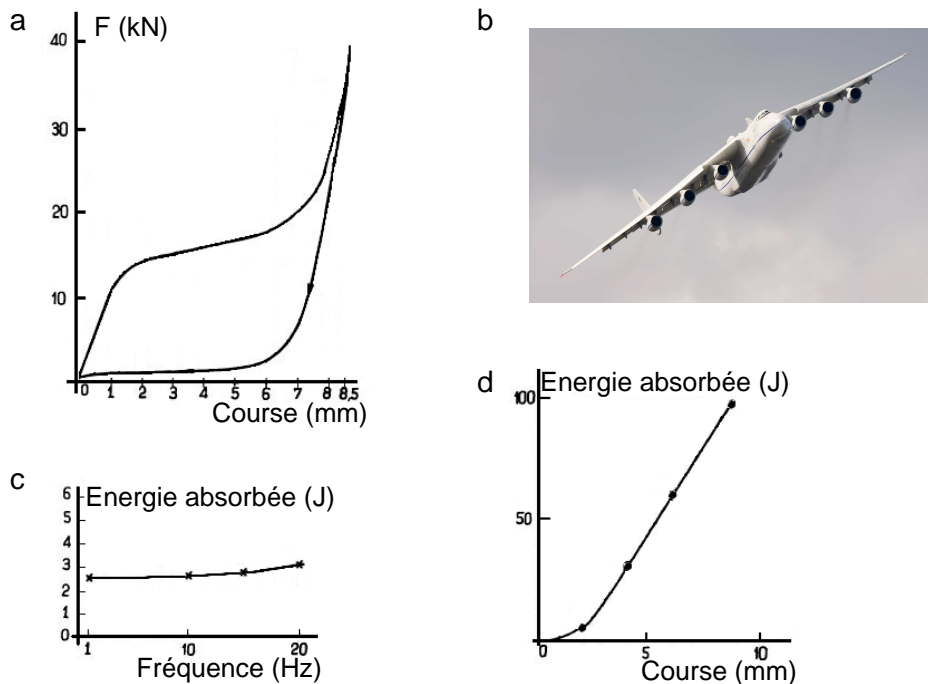 a
F (kN)
40
30
20
10
0 1 2 3 4 5 6 7 8 8,5
Course (mm)
b
c
Energie absorbée (J)
6
5
4
3
2
1
0
1 10 20
Fréquence (Hz)
d
Energie absorbée (J)
100
50
0 5 10
Course (mm)